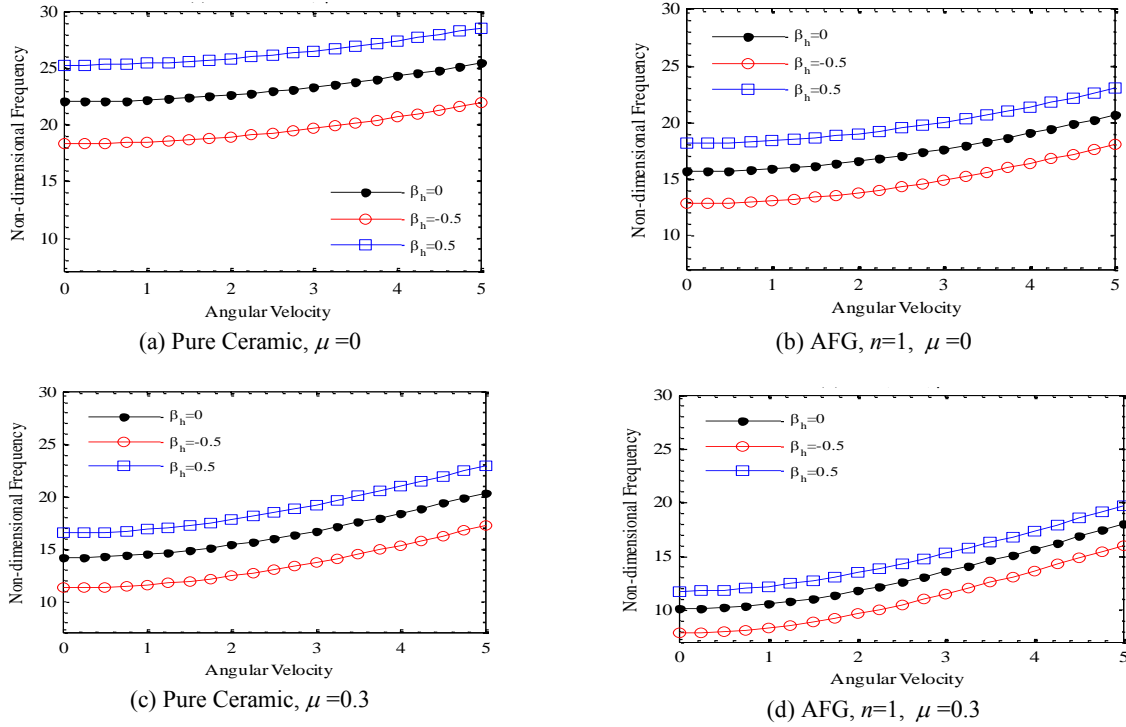 30
25
20
15
10
Non-dimensional Frequency
β_h=0
β_h=-0.5
β_h=0.5
0 1 2 3 4 5
Angular Velocity
(a) Pure Ceramic, μ =0
30
25
20
15
10
Non-dimensional Frequency
β_h=0
β_h=-0.5
β_h=0.5
0 1 2 3 4 5
Angular Velocity
(b) AFG, n=1, μ =0
30
25
20
15
10
Non-dimensional Frequency
β_h=0
β_h=-0.5
β_h=0.5
0 1 2 3 4 5
Angular Velocity
(c) Pure Ceramic, μ =0.3
30
25
20
15
10
Non-dimensional Frequency
β_h=0
β_h=-0.5
β_h=0.5
0 1 2 3 4 5
Angular Velocity
(d) AFG, n=1, μ =0.3